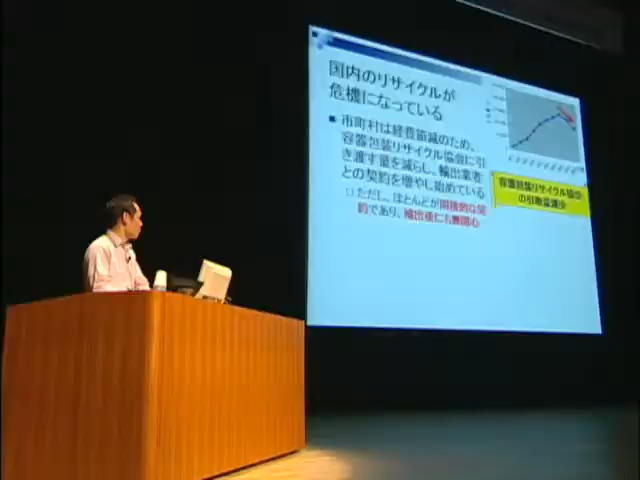 国内のリサイクルが
危機になっている
市町村は経費節減のため、
容器包装リサイクル協会に引
き渡す量を減らし、輸出業者
との契約を増やし始めている
ただし、ほとんどが間接的な契
約であり、輸出後にも無関心
容器包装リサイクル協会
の引取量減少